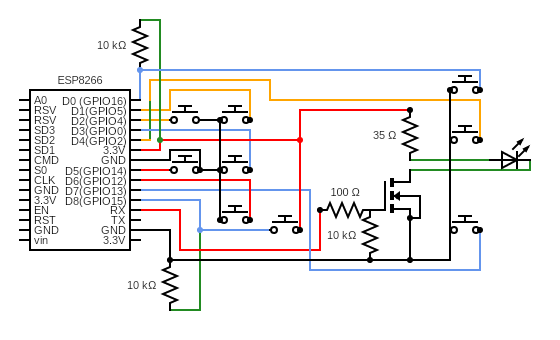 10 kΩ
ESP8266
A0 D0 (GPIO16)
RSV D1(GPIO5)
RSV D2(GPIO4)
SD3 D3(GPIO0)
SD2 D4(GPIO2)
SD1 3.3V
CMD GND
S0 D5(GPIO14)
CLK D6(GPIO12)
GND D7(GPIO13)
3.3V D8(GPIO15)
EN RX
RST TX
GND GND
vin 3.3V
35 Ω
100 Ω
10 kΩ
10 kΩ